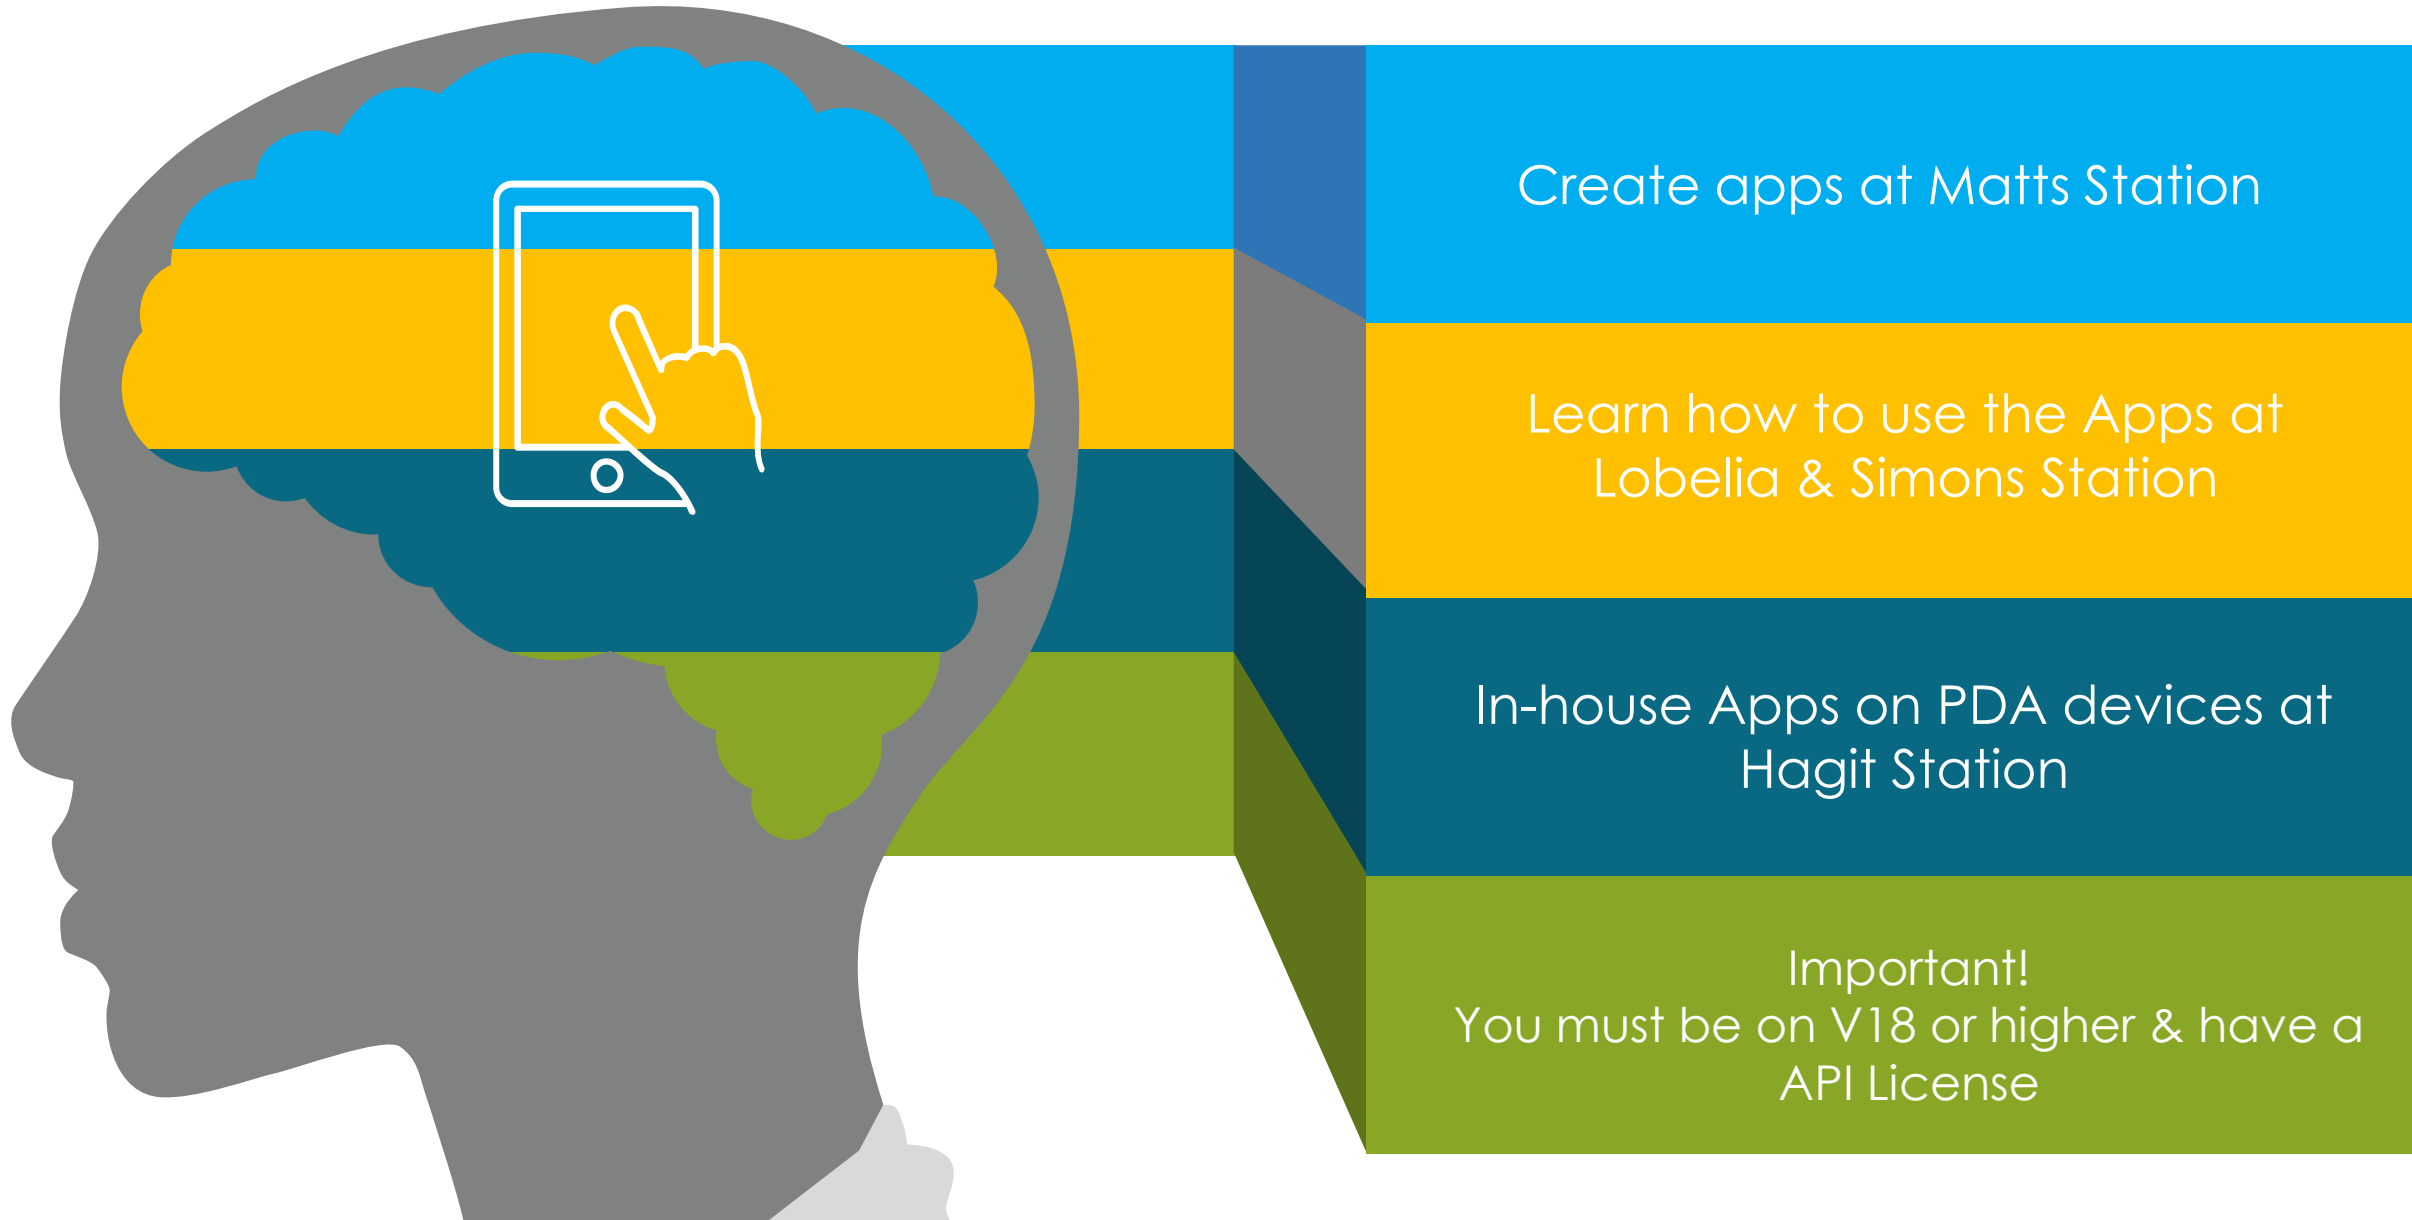 Create apps at Matts Station
Learn how to use the Apps at
Lobelia & Simons Station
In-house Apps on PDA devices at
Hagit Station
Important!
You must be on V18 or higher & have a
API License